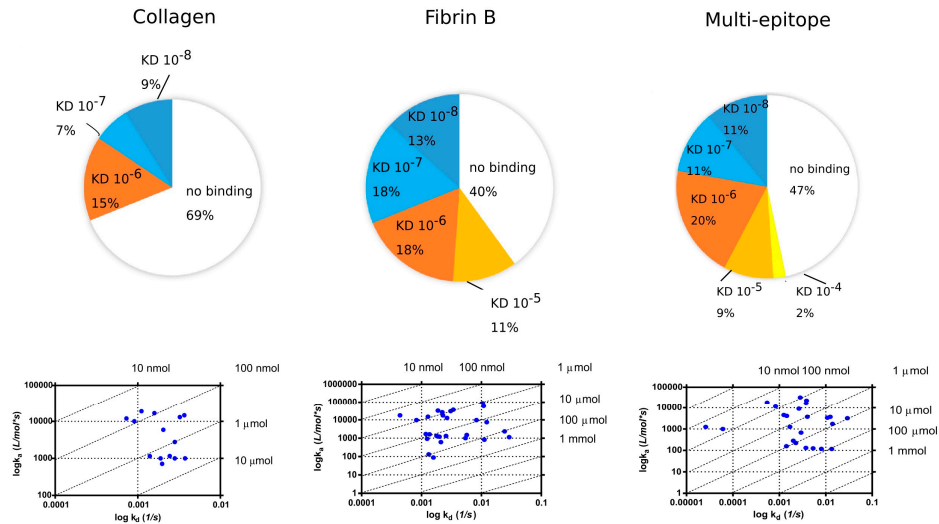 Collagen
Fibrin B
Multi-epitope
KD 10-8
9%
KD 10-7
7%
KD 10-6
15%
no binding
69%
KD 10-8
13%
KD 10-7
18%
KD 10-6
18%
no binding
40%
KD 10-5
11%
KD 10-8
11%
KD 10-7
11%
KD 10-6
20%
no binding
47%
KD 10-5
9%
KD 10-4
2%
10 nmol
100 nmol
1 µmol
10 µmol
100000
10000
1000
100
logka (L/mol*s)
0.0001
0.001
0.01
log kd (1/s)
10 nmol
100 nmol
1 µmol
10 µmol
100 µmol
1 mmol
1000000
100000
10000
1000
100
10
1
logka (L/mol*s)
0.0001
0.001
0.01
0.1
log kd (1/s)
10 nmol
100 nmol
1 µmol
10 µmol
100 µmol
1 mmol
100000
10000
1000
100
10
1
logka (L/mol*s)
0.00001
0.0001
0.001
0.01
0.1
log kd (1/s)